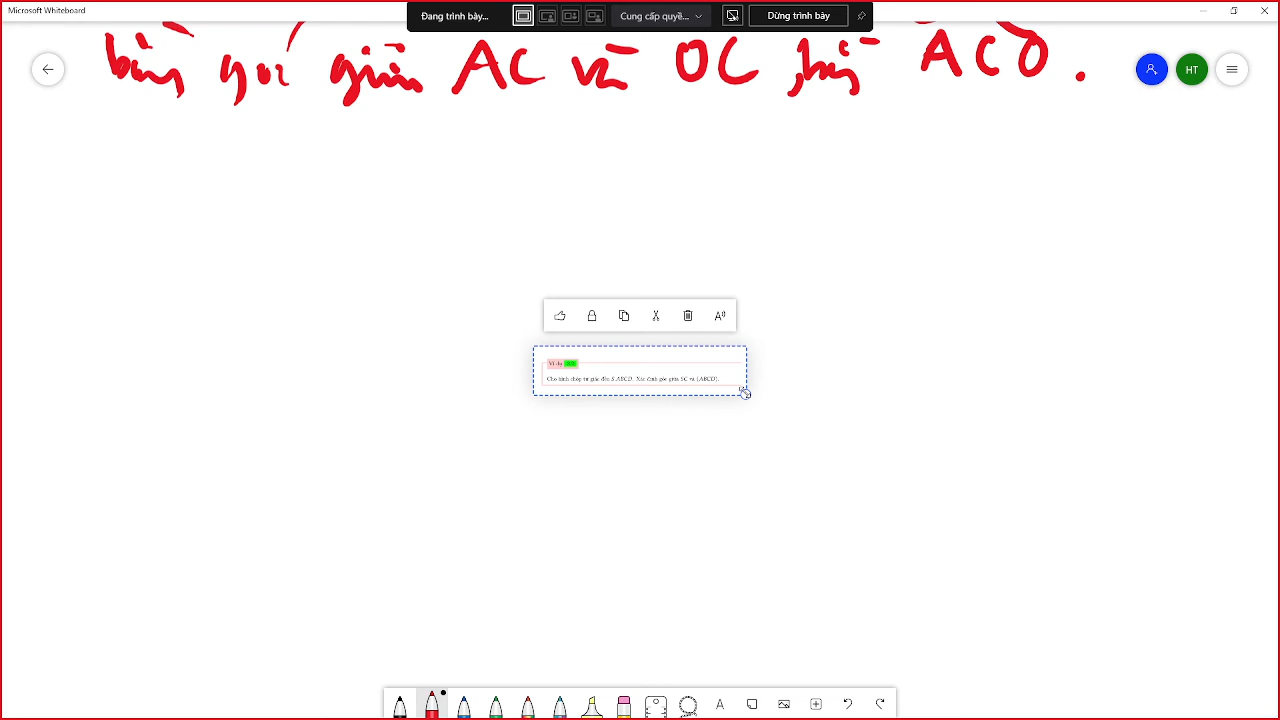 Microsoft Whiteboard
Đang trình bày...
Cung cấp quyề...
Dừng trình bày
bằng góc giữa AC và OC, hay ACO.
HT
Ví dụ
Cho hình chóp tứ giác đều S.ABCD. Xác định góc giữa SC và (ABCD).